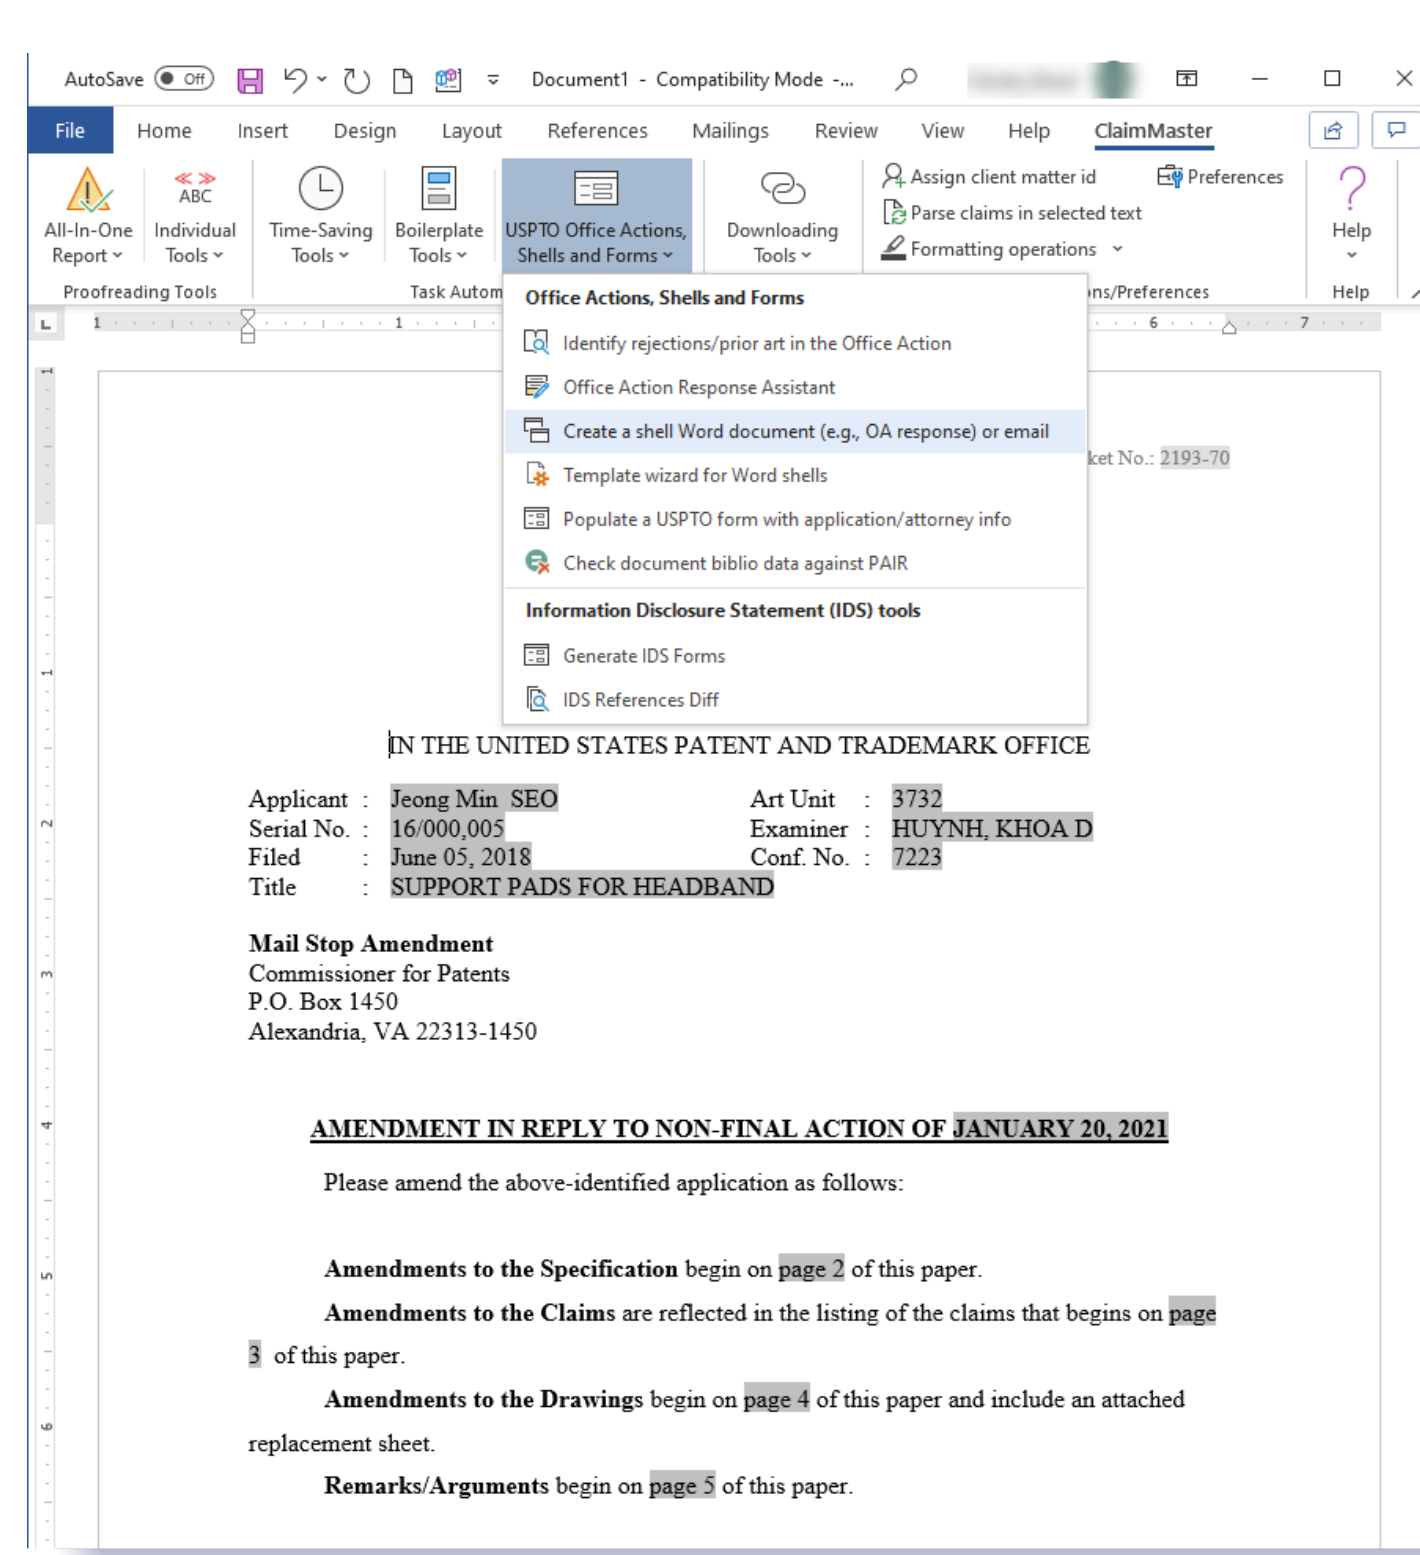 AutoSave Off Document1 - Compatibility Mode -...
File Home Insert Design Layout References Mailings Review View Help ClaimMaster
All-In-One Report
ABC Individual Tools
Proofreading Tools
Time-Saving Tools
Boilerplate Tools
USPTO Office Actions, Shells and Forms
Task Autom
Downloading Tools
Assign client matter id
Parse claims in selected text
Formatting operations
Preferences
ns/Preferences
Help
Help
Office Actions, Shells and Forms
Identify rejections/prior art in the Office Action
Office Action Response Assistant
Create a shell Word document (e.g., OA response) or email
Template wizard for Word shells
Populate a USPTO form with application/attorney info
Check document biblio data against PAIR
Information Disclosure Statement (IDS) tools
Generate IDS Forms
IDS References Diff
L 1 1 6 7
1
1
2
3
4
5
6
ket No.: 2193-70
IN THE UNITED STATES PATENT AND TRADEMARK OFFICE
Applicant : Jeong Min SEO Art Unit : 3732
Serial No. : 16/000,005 Examiner : HUYNH, KHOA D
Filed : June 05, 2018 Conf. No. : 7223
Title : SUPPORT PADS FOR HEADBAND
Mail Stop Amendment
Commissioner for Patents
P.O. Box 1450
Alexandria, VA 22313-1450
AMENDMENT IN REPLY TO NON-FINAL ACTION OF JANUARY 20, 2021
Please amend the above-identified application as follows:
Amendments to the Specification begin on page 2 of this paper.
Amendments to the Claims are reflected in the listing of the claims that begins on page
3 of this paper.
Amendments to the Drawings begin on page 4 of this paper and include an attached
replacement sheet.
Remarks/Arguments begin on page 5 of this paper.